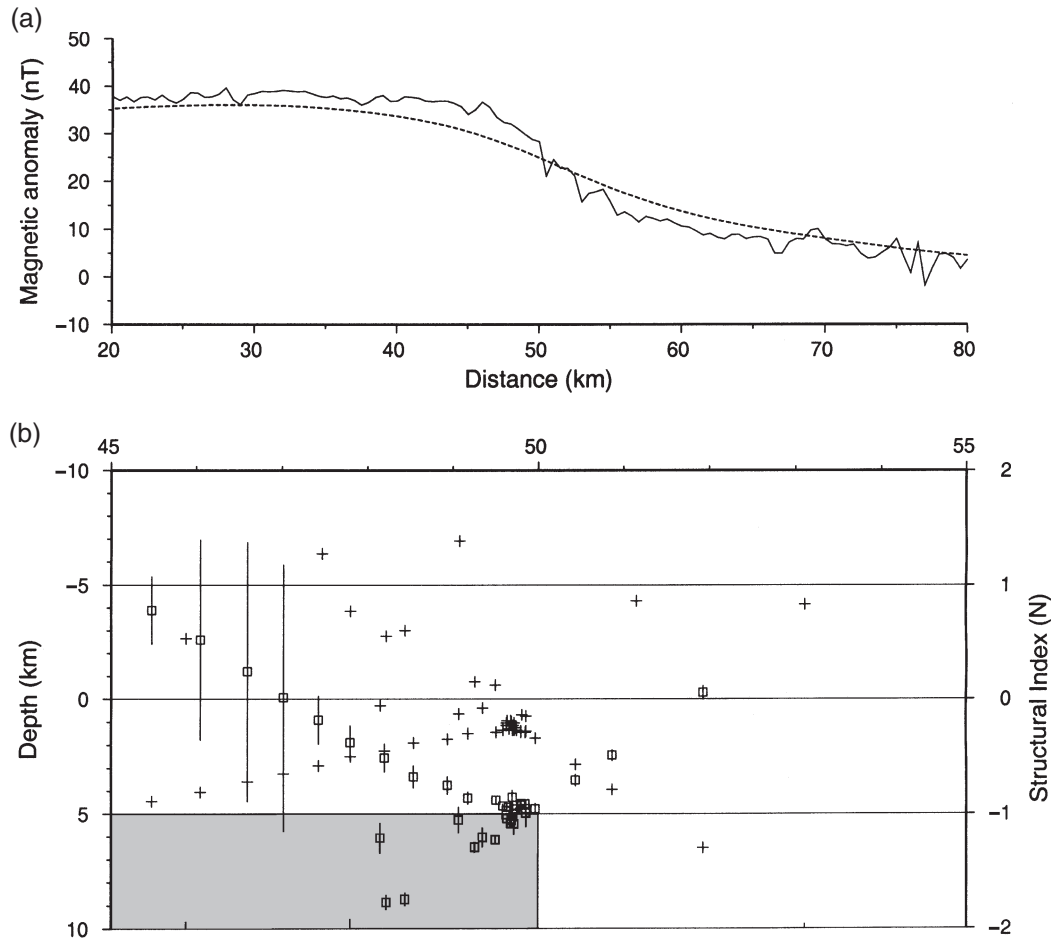 (a)
50
40
30
20
10
0
−10
Magnetic anomaly (nT)
20 30 40 50 60 70 80
Distance (km)
(b)
45 50 55
−10
−5
0
5
10
Depth (km)
2
1
0
−1
−2
Structural Index (N)